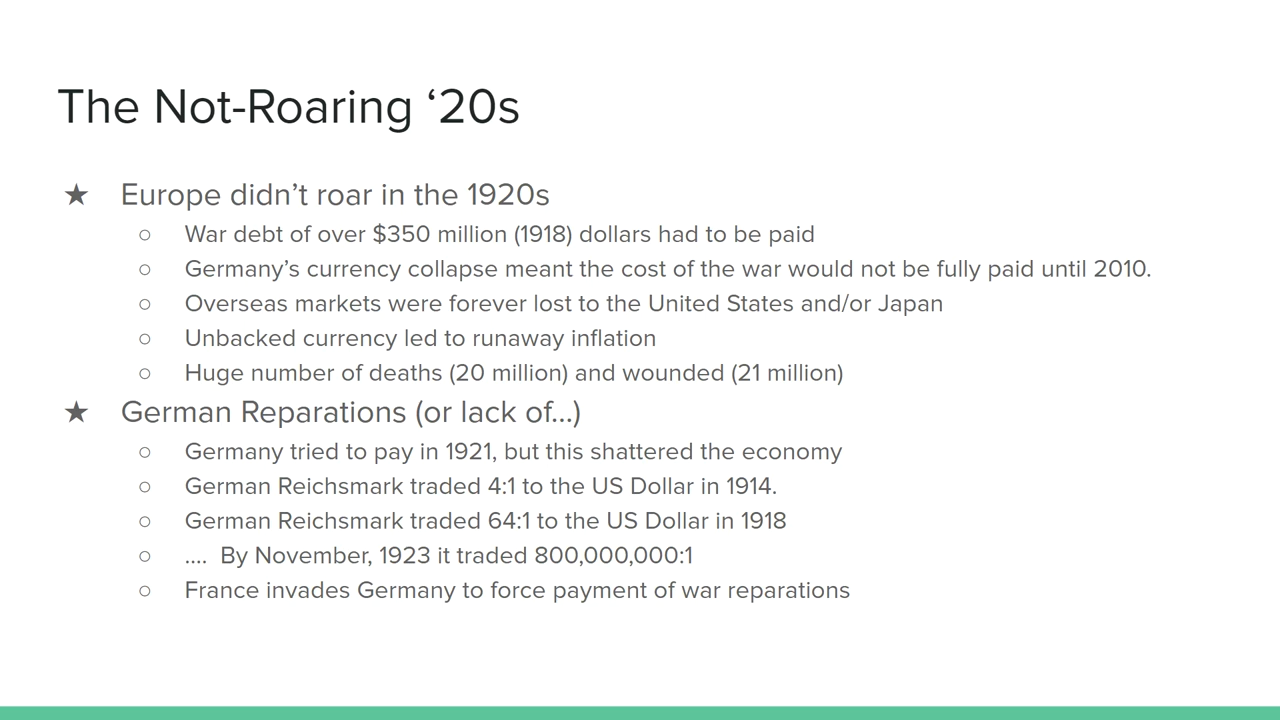 The Not-Roaring ‘20s
★ Europe didn’t roar in the 1920s
○ War debt of over $350 million (1918) dollars had to be paid
○ Germany’s currency collapse meant the cost of the war would not be fully paid until 2010.
○ Overseas markets were forever lost to the United States and/or Japan
○ Unbacked currency led to runaway inflation
○ Huge number of deaths (20 million) and wounded (21 million)
★ German Reparations (or lack of...)
○ Germany tried to pay in 1921, but this shattered the economy
○ German Reichsmark traded 4:1 to the US Dollar in 1914.
○ German Reichsmark traded 64:1 to the US Dollar in 1918
○ .... By November, 1923 it traded 800,000,000:1
○ France invades Germany to force payment of war reparations